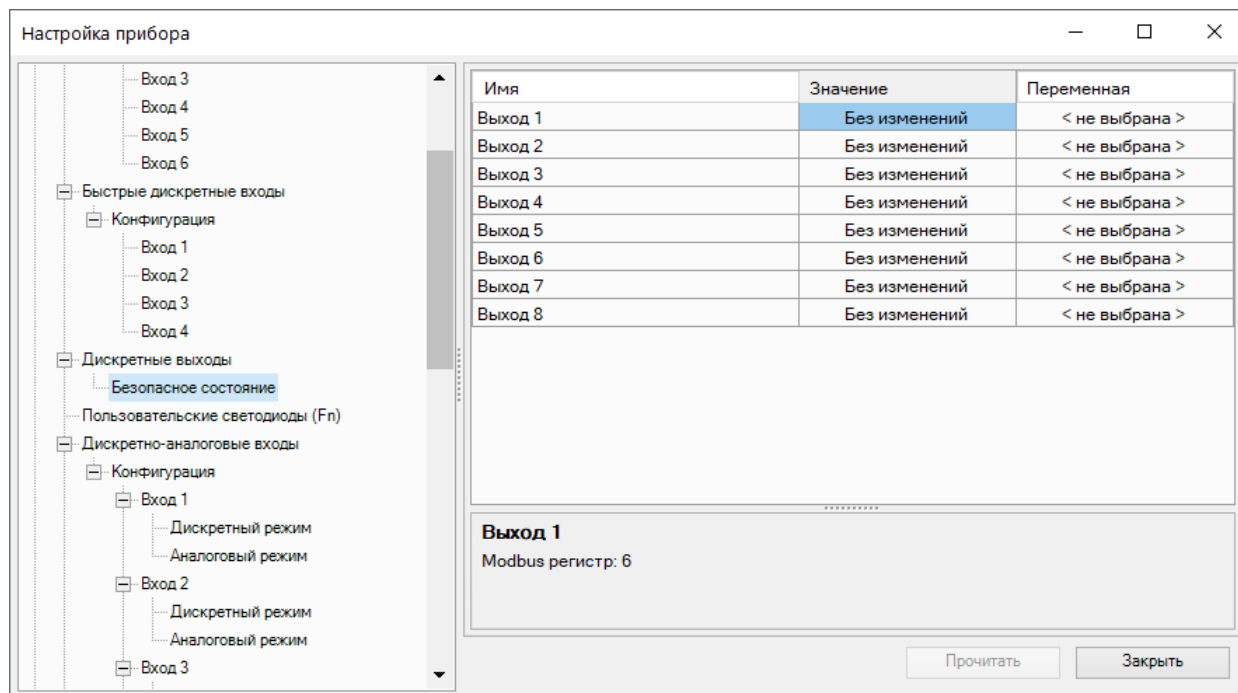 Настройка прибора
Вход 3
Вход 4
Вход 5
Вход 6
Быстрые дискретные входы
Конфигурация
Вход 1
Вход 2
Вход 3
Вход 4
Дискретные выходы
Безопасное состояние
Пользовательские светодиоды (Fn)
Дискретно-аналоговые входы
Конфигурация
Вход 1
Дискретный режим
Аналоговый режим
Вход 2
Дискретный режим
Аналоговый режим
Вход 3
Имя Значение Переменная
Выход 1 Без изменений < не выбрана >
Выход 2 Без изменений < не выбрана >
Выход 3 Без изменений < не выбрана >
Выход 4 Без изменений < не выбрана >
Выход 5 Без изменений < не выбрана >
Выход 6 Без изменений < не выбрана >
Выход 7 Без изменений < не выбрана >
Выход 8 Без изменений < не выбрана >
Выход 1
Modbus регистр: 6
Прочитать Закрыть